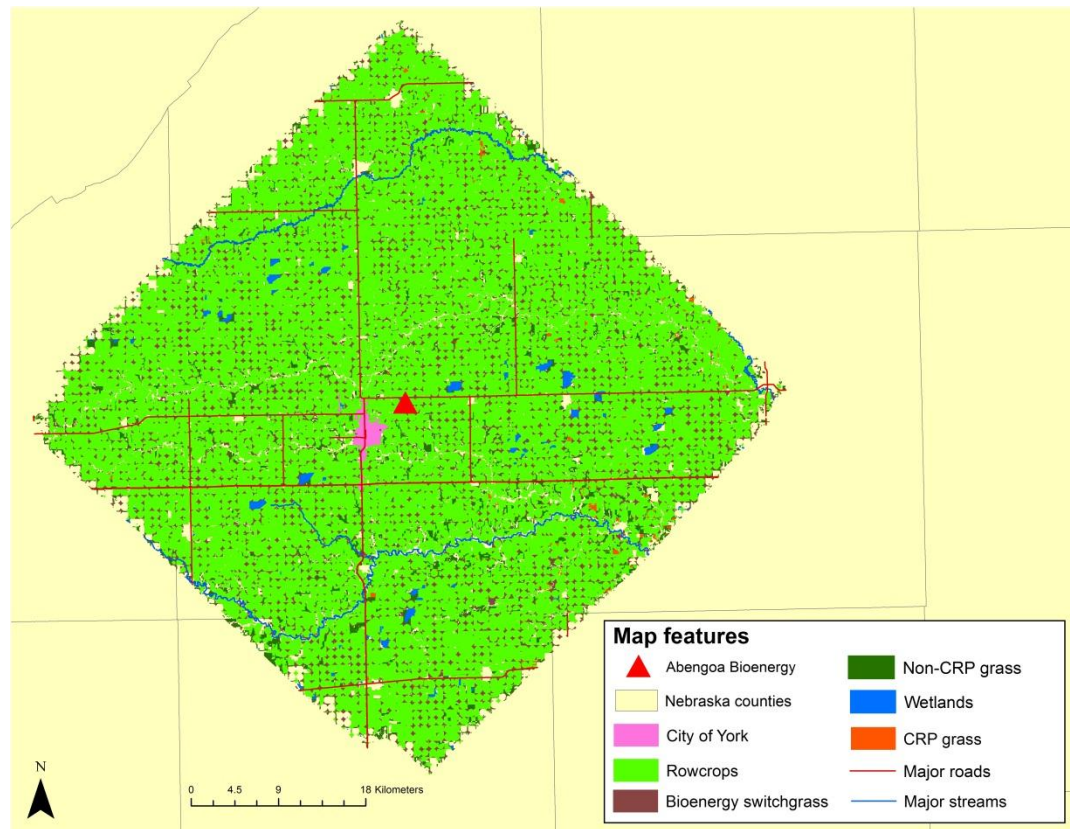 Map features
Abengoa Bioenergy
Nebraska counties
City of York
Rowcrops
Bioenergy switchgrass
Non-CRP grass
Wetlands
CRP grass
Major roads
Major streams
N
0 4.5 9 18 Kilometers